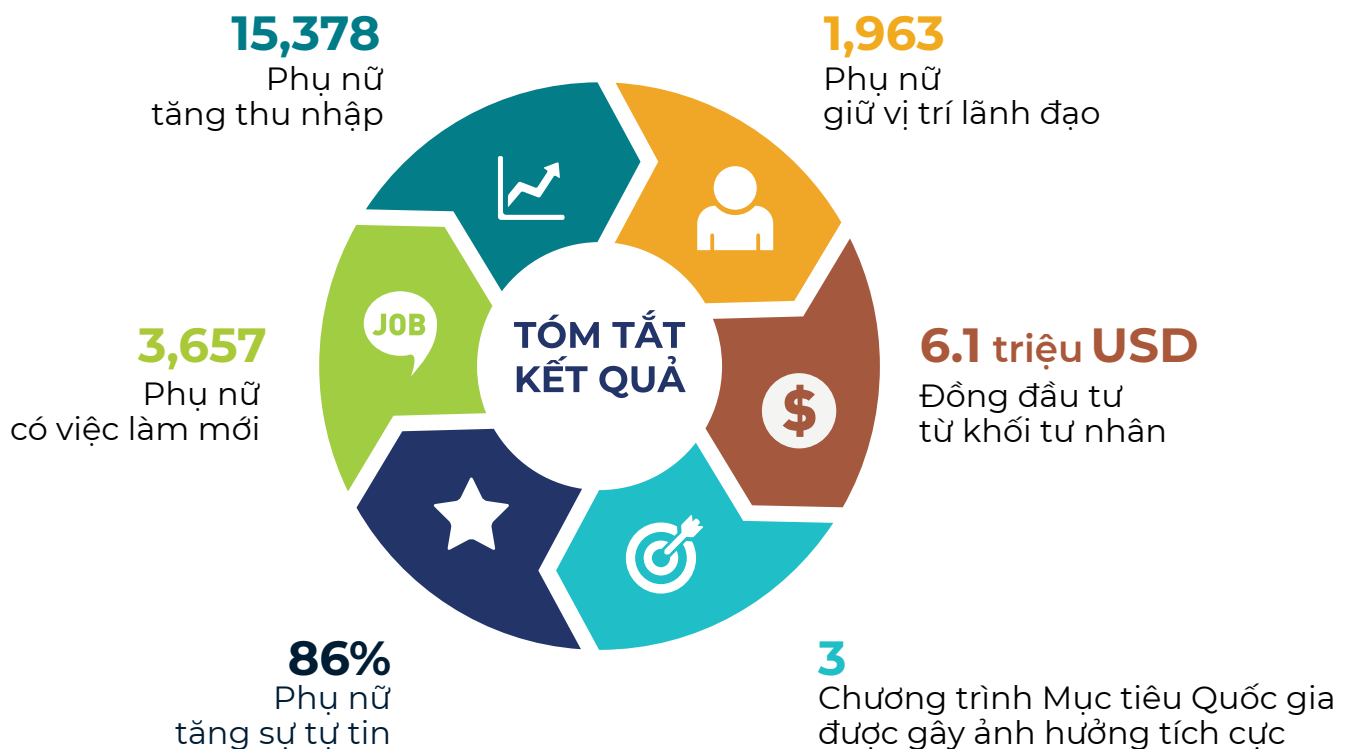 15,378
Phụ nữ
tăng thu nhập
1,963
Phụ nữ
giữ vị trí lãnh đạo
3,657
Phụ nữ
có việc làm mới
JOB
TÓM TẮT
KẾT QUẢ
6.1 triệu USD
Đồng đầu tư
từ khối tư nhân
$
86%
Phụ nữ
tăng sự tự tin
3
Chương trình Mục tiêu Quốc gia
được gây ảnh hưởng tích cực